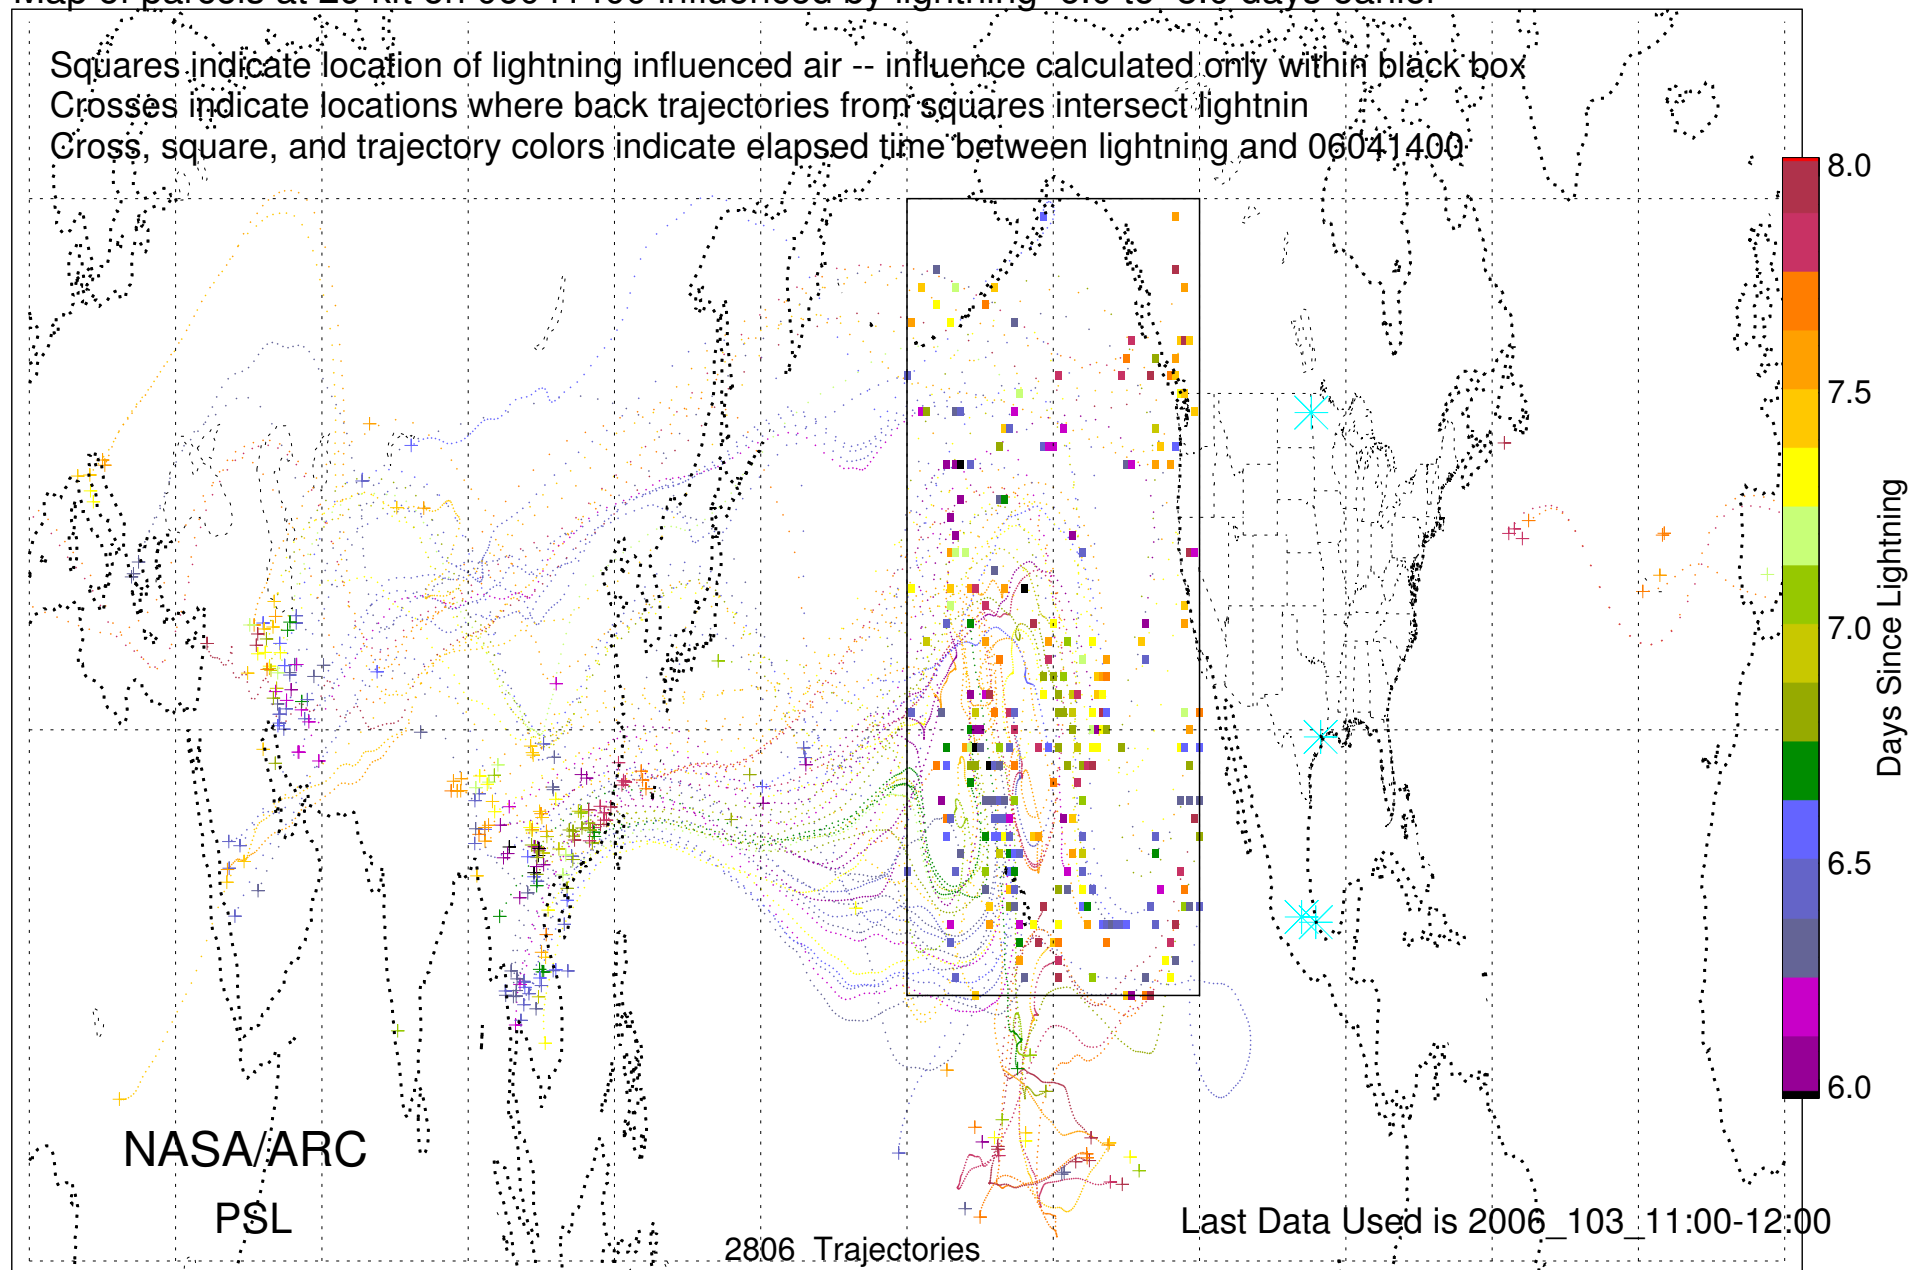 Squares indicate location of lightning influenced air -- influence calculated only within black box
Crosses indicate locations where back trajectories from squares intersect lightnin
Cross, square, and trajectory colors indicate elapsed time between lightning and 06041400
8.0
7.5
7.0
6.5
6.0
Days Since Lightning
NASA/ARC
PSL
Last Data Used is 2006_103_11:00-12:00
2806 Trajectories